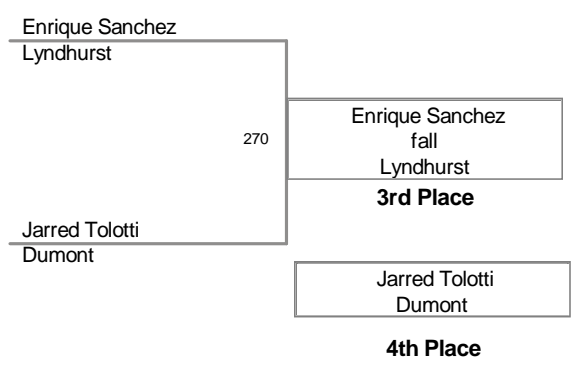 Enrique Sanchez
Lyndhurst
270
Enrique Sanchez
fall
Lyndhurst
3rd Place
Jarred Tolotti
Dumont
Jarred Tolotti
Dumont
4th Place